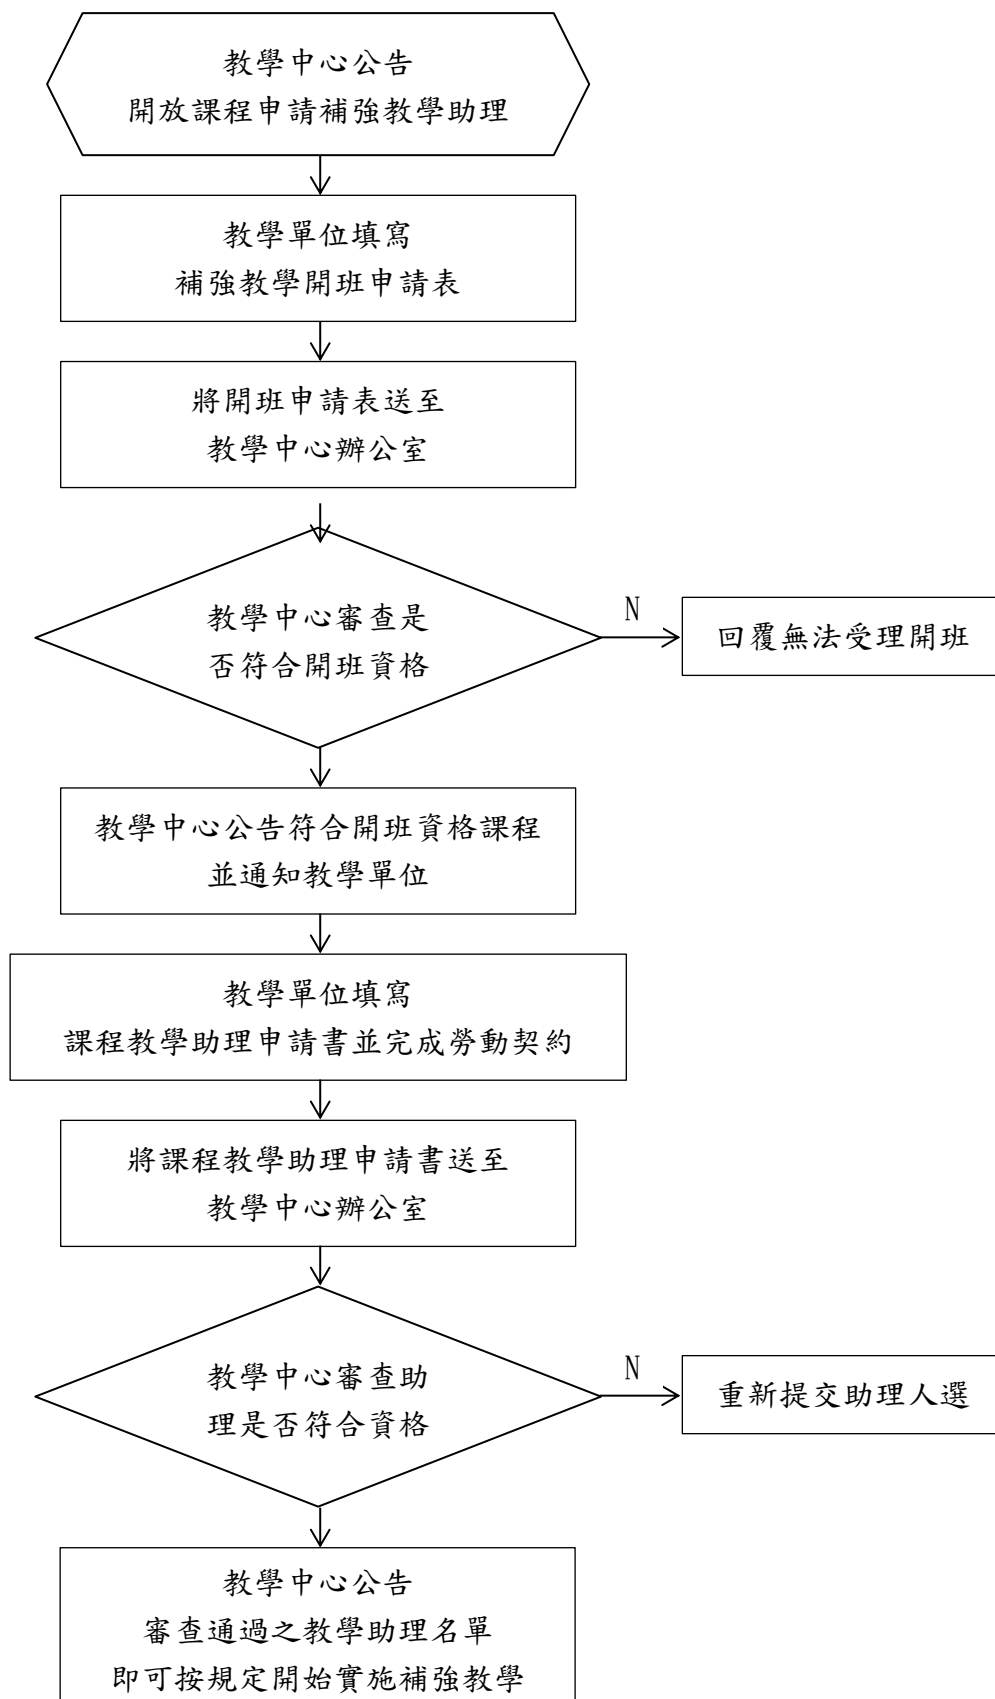 教學中心公告
開放課程申請補強教學助理
教學單位填寫
補強教學開班申請表
將開班申請表送至
教學中心辦公室
教學中心審查是
否符合開班資格
N
回覆無法受理開班
教學中心公告符合開班資格課程
並通知教學單位
教學單位填寫
課程教學助理申請書並完成勞動契約
將課程教學助理申請書送至
教學中心辦公室
教學中心審查助
理是否符合資格
N
重新提交助理人選
教學中心公告
審查通過之教學助理名單
即可按規定開始實施補強教學